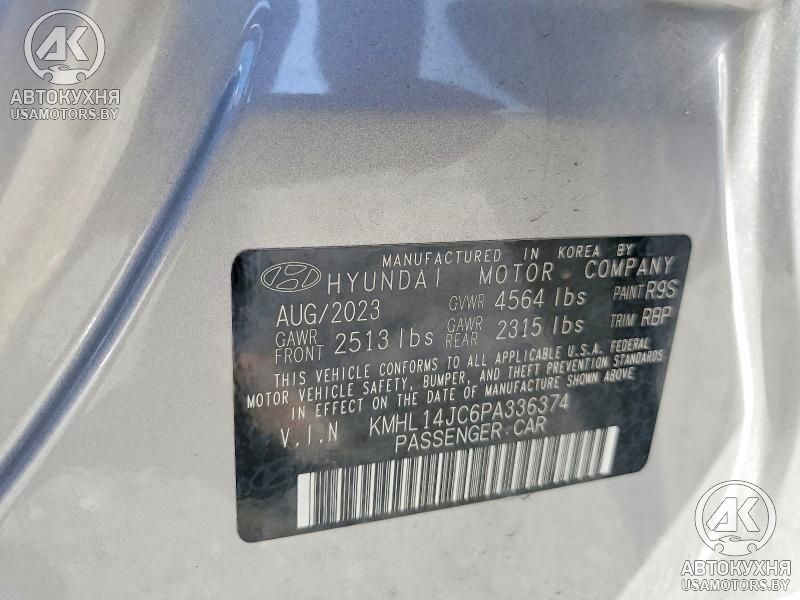 AK
АВТОКУХНЯ
USAMOTORS.BY
MANUFACTURED IN KOREA BY
HYUNDAI MOTOR COMPANY
AUG/2023 GVWR 4564 lbs PAINT R9S
GAWR FRONT 2513 lbs GAWR REAR 2315 lbs TRIM RBP
THIS VEHICLE CONFORMS TO ALL APPLICABLE U.S.A. FEDERAL
MOTOR VEHICLE SAFETY, BUMPER, AND THEFT PREVENTION STANDARDS
IN EFFECT ON THE DATE OF MANUFACTURE SHOWN ABOVE
V.I.N KMHL14JC6PA336374
PASSENGER CAR
AK
АВТОКУХНЯ
USAMOTORS.BY